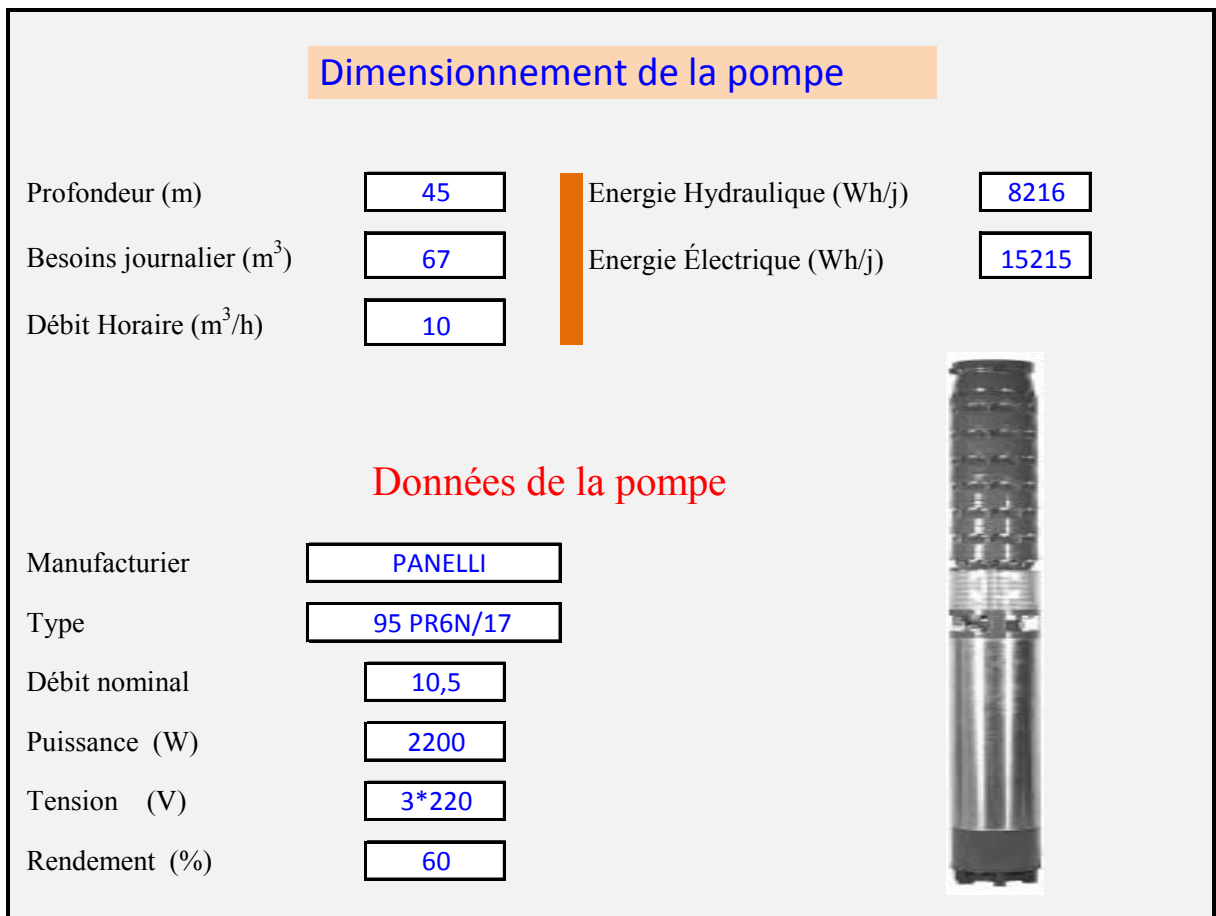 Dimensionnement de la pompe
Profondeur (m) 45 Energie Hydraulique (Wh/j) 8216
Besoins journalier (m³) 67 Energie Électrique (Wh/j) 15215
Débit Horaire (m³/h) 10
Données de la pompe
Manufacturier PANELLI
Type 95 PR6N/17
Débit nominal 10,5
Puissance (W) 2200
Tension (V) 3*220
Rendement (%) 60